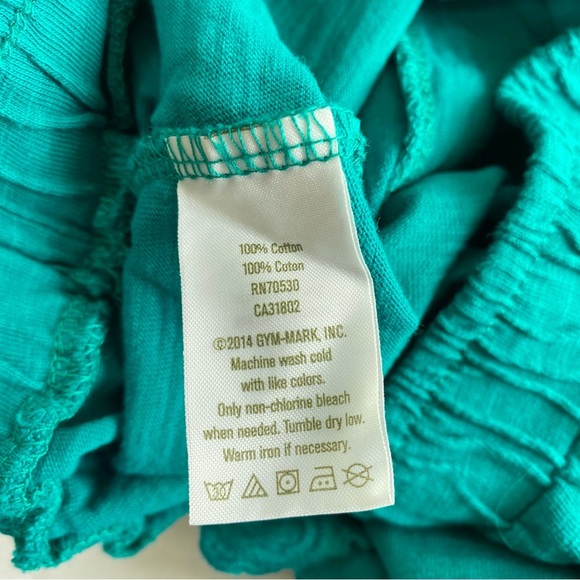 100% Cotton
100% Coton
RN70530
CA31802
©2014 GYM-MARK, INC.
Machine wash cold
with like colors.
Only non-chlorine bleach
when needed. Tumble dry low.
Warm iron if necessary.
30